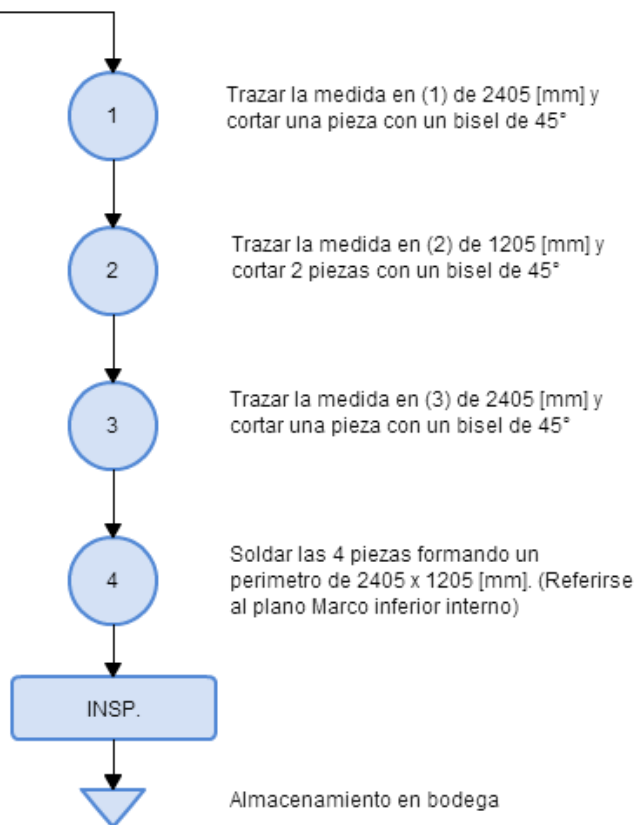 1
Trazar la medida en (1) de 2405 [mm] y
cortar una pieza con un bisel de 45°
2
Trazar la medida en (2) de 1205 [mm] y
cortar 2 piezas con un bisel de 45°
3
Trazar la medida en (3) de 2405 [mm] y
cortar una pieza con un bisel de 45°
4
Soldar las 4 piezas formando un
perimetro de 2405 x 1205 [mm]. (Referirse
al plano Marco inferior interno)
INSP.
Almacenamiento en bodega